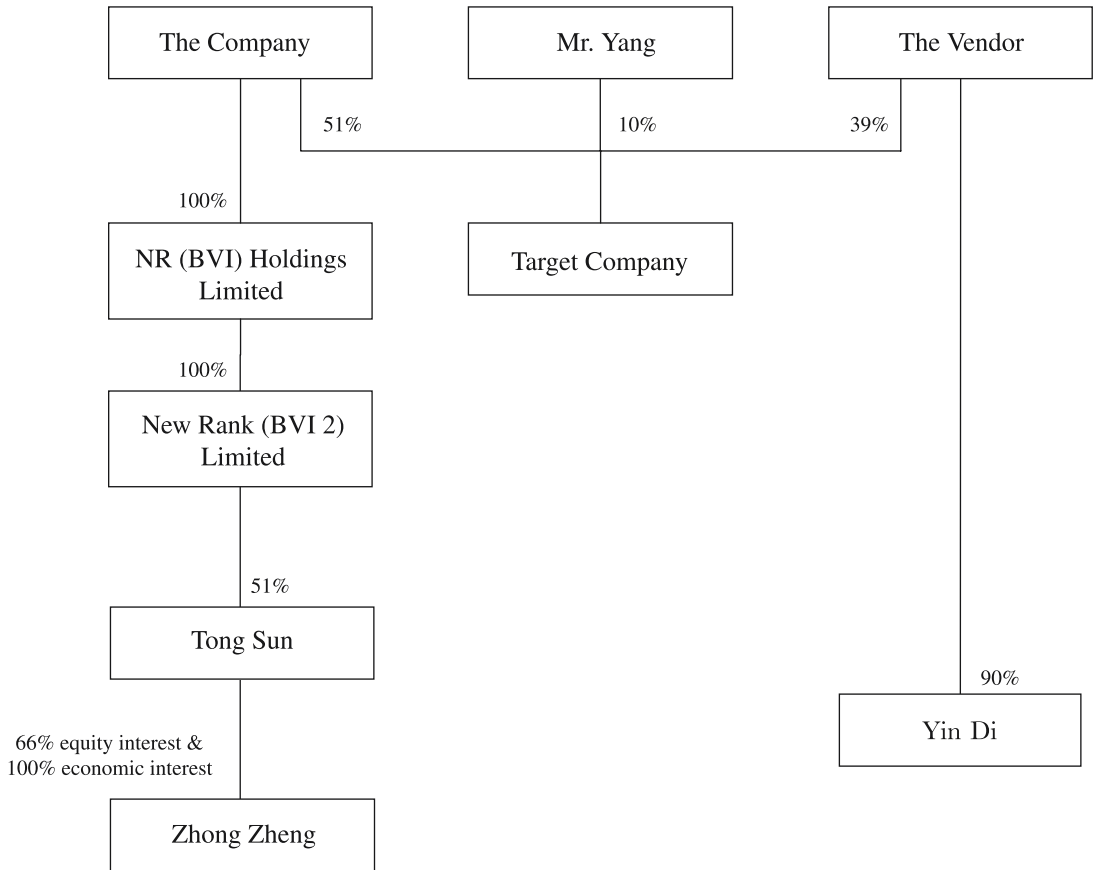 The Company
Mr. Yang
The Vendor
51%
10%
39%
100%
NR (BVI) Holdings
Limited
Target Company
100%
New Rank (BVI 2)
Limited
51%
Tong Sun
90%
Yin Di
66% equity interest &
100% economic interest
Zhong Zheng